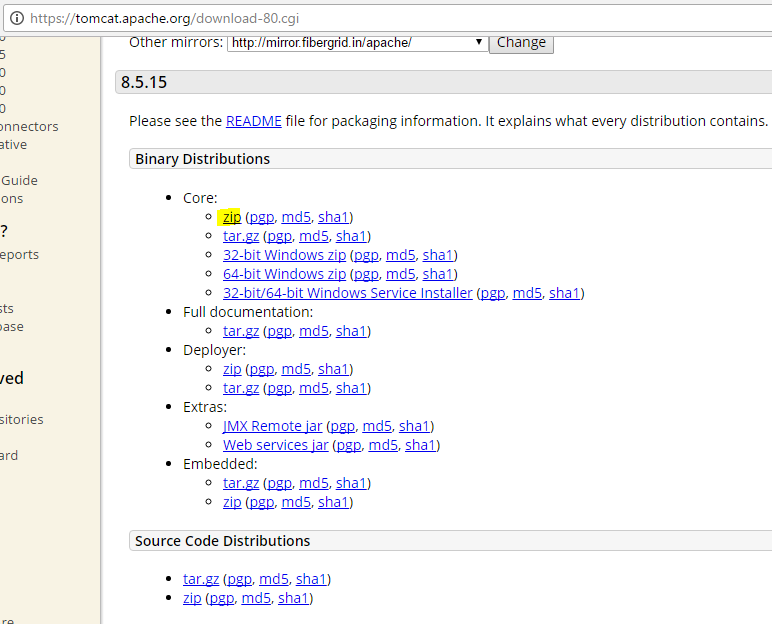 https://tomcat.apache.org/download-80.cgi
Other mirrors: http://mirror.fibergrid.in/apache/ Change
8.5.15
Please see the README file for packaging information. It explains what every distribution contains.
Binary Distributions
Core:
zip (pgp, md5, sha1)
tar.gz (pgp, md5, sha1)
32-bit Windows zip (pgp, md5, sha1)
64-bit Windows zip (pgp, md5, sha1)
32-bit/64-bit Windows Service Installer (pgp, md5, sha1)
Full documentation:
tar.gz (pgp, md5, sha1)
Deployer:
zip (pgp, md5, sha1)
tar.gz (pgp, md5, sha1)
Extras:
JMX Remote jar (pgp, md5, sha1)
Web services jar (pgp, md5, sha1)
Embedded:
tar.gz (pgp, md5, sha1)
zip (pgp, md5, sha1)
Source Code Distributions
tar.gz (pgp, md5, sha1)
zip (pgp, md5, sha1)
5
0
0
0
onnectors
ative
Guide
ons
?
eports
sts
base
ved
sitories
ard